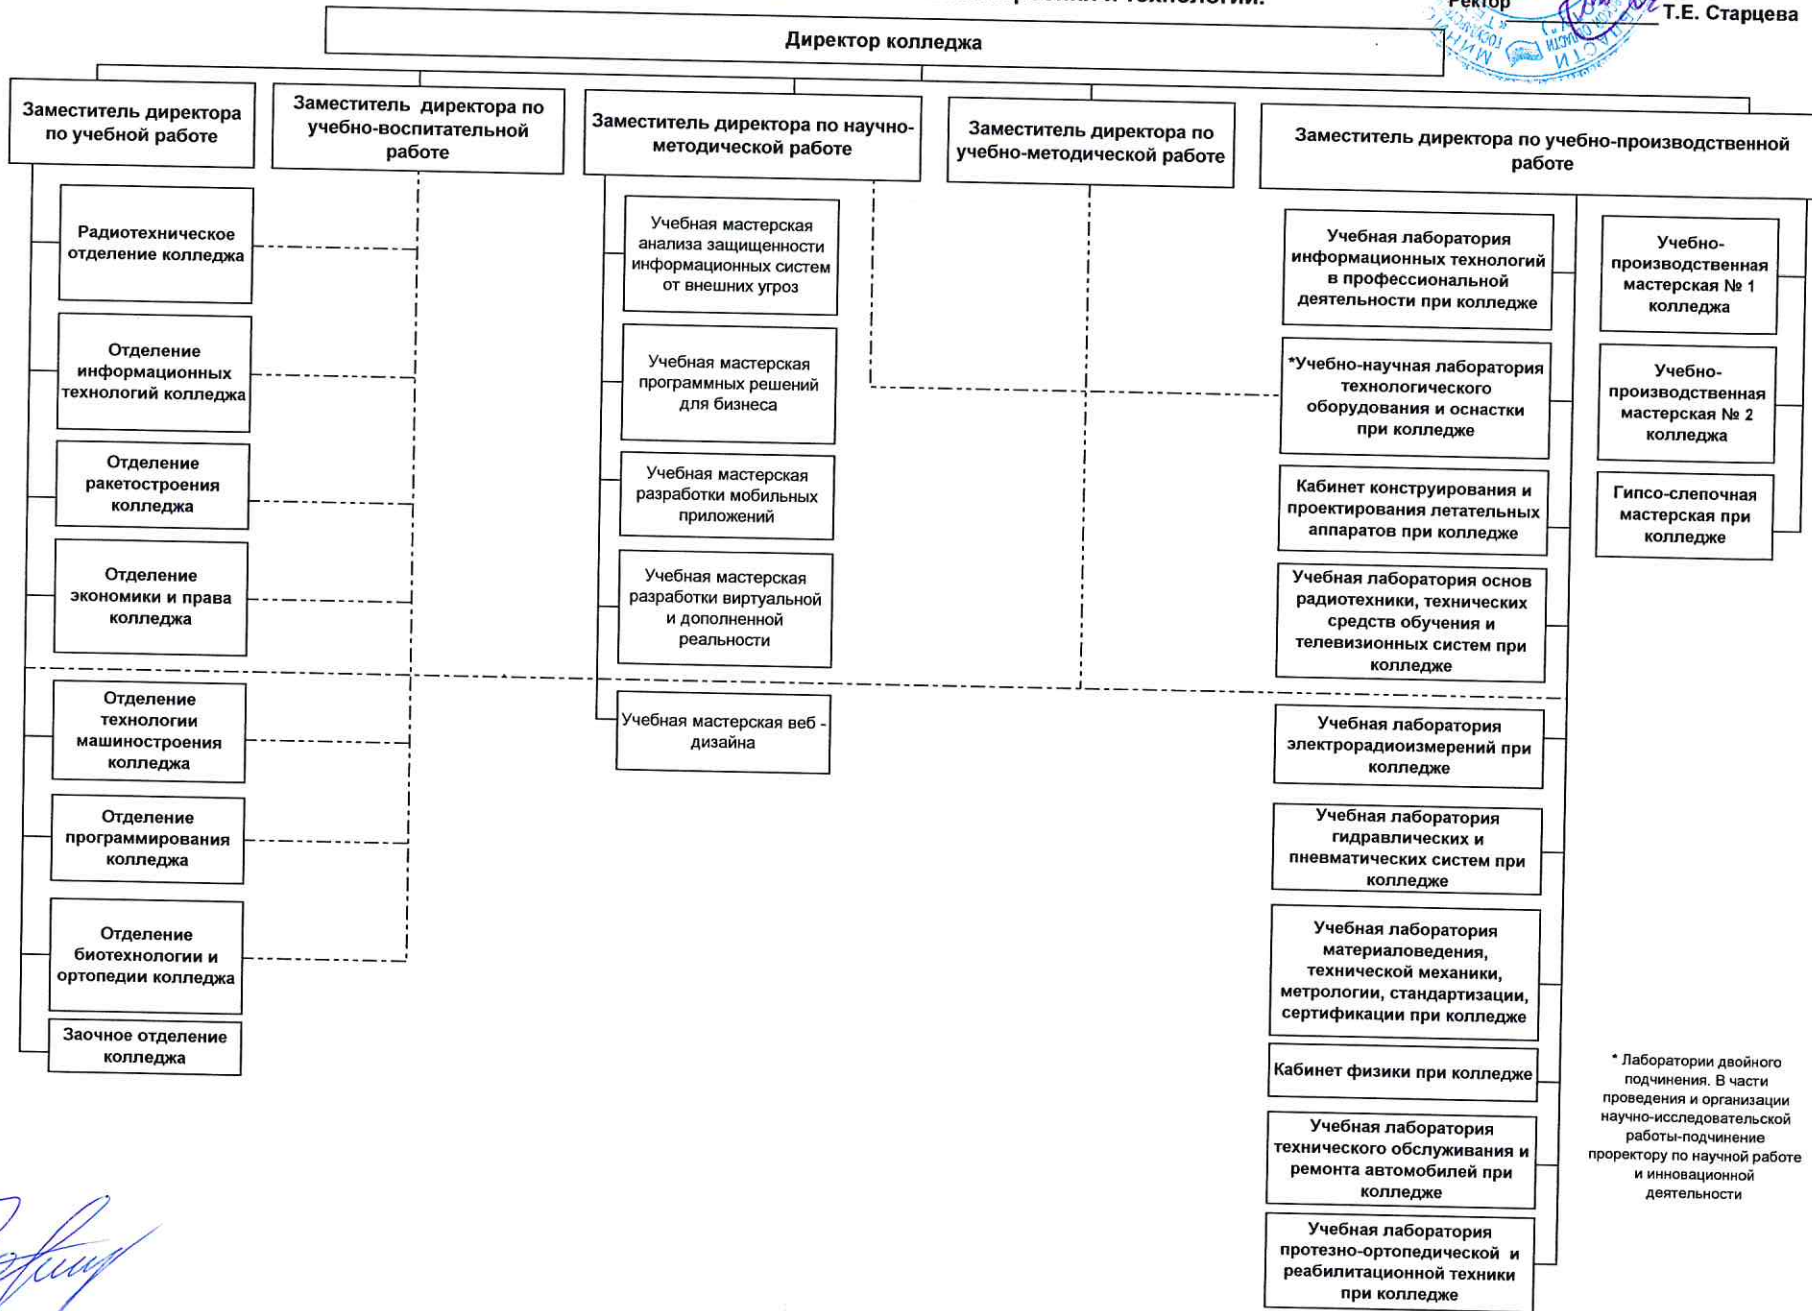 Ректор Т.Е. Старцева
Директор колледжа
Заместитель директора
по учебной работе
Заместитель директора по
учебно-воспитательной
работе
Заместитель директора по научно-
методической работе
Заместитель директора по
учебно-методической работе
Заместитель директора по учебно-производственной
работе
Радиотехническое
отделение колледжа
Отделение
информационных
технологий колледжа
Отделение
ракетостроения
колледжа
Отделение
экономики и права
колледжа
Отделение
технологии
машиностроения
колледжа
Отделение
программирования
колледжа
Отделение
биотехнологии и
ортопедии колледжа
Заочное отделение
колледжа
Учебная мастерская
анализа защищенности
информационных систем
от внешних угроз
Учебная мастерская
программных решений
для бизнеса
Учебная мастерская
разработки мобильных
приложений
Учебная мастерская
разработки виртуальной
и дополненной
реальности
Учебная мастерская веб -
дизайна
Учебная лаборатория
информационных технологий
в профессиональной
деятельности при колледже
*Учебно-научная лаборатория
технологического
оборудования и оснастки
при колледже
Кабинет конструирования и
проектирования летательных
аппаратов при колледже
Учебная лаборатория основ
радиотехники, технических
средств обучения и
телевизионных систем при
колледже
Учебная лаборатория
электрорадиоизмерений при
колледже
Учебная лаборатория
гидравлических и
пневматических систем при
колледже
Учебная лаборатория
материаловедения,
технической механики,
метрологии, стандартизации,
сертификации при колледже
Кабинет физики при колледже
Учебная лаборатория
технического обслуживания и
ремонта автомобилей при
колледже
Учебная лаборатория
протезно-ортопедической и
реабилитационной техники
при колледже
Учебно-
производственная
мастерская № 1
колледжа
Учебно-
производственная
мастерская № 2
колледжа
Гипсо-слепочная
мастерская при
колледже
* Лаборатории двойного
подчинения. В части
проведения и организации
научно-исследовательской
работы-подчинение
проректору по научной работе
и инновационной
деятельности